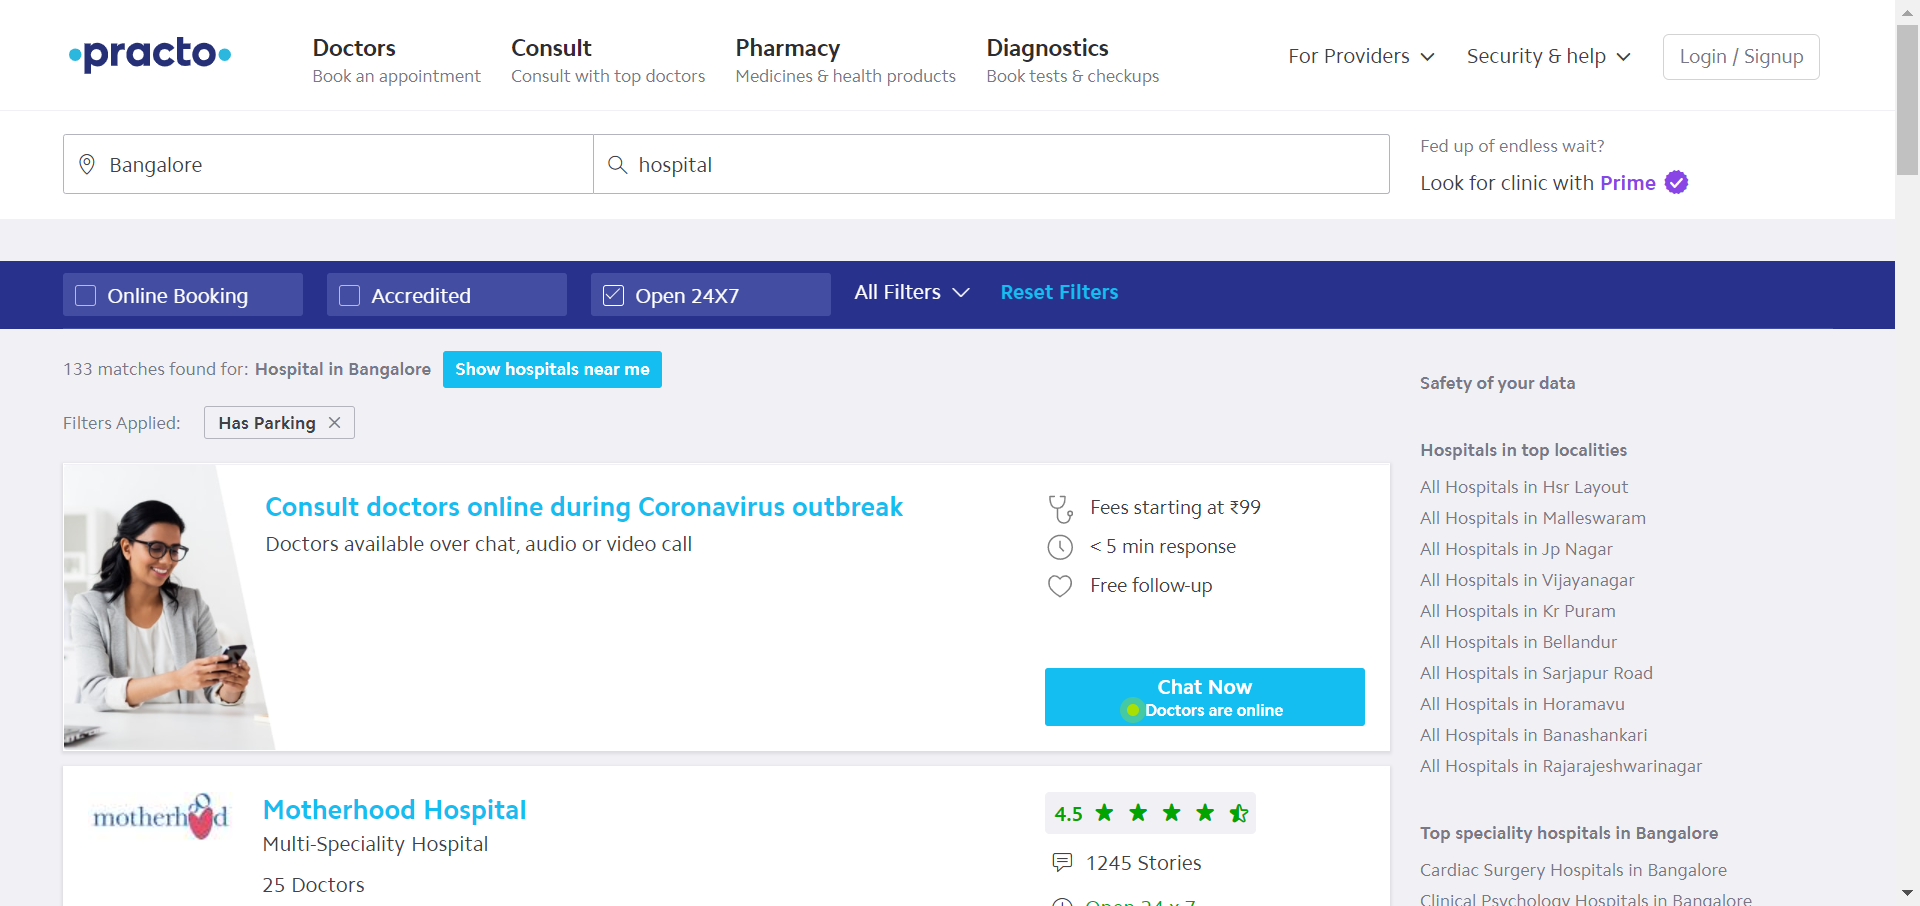 practo
Doctors
Book an appointment
Consult
Consult with top doctors
Pharmacy
Medicines & health products
Diagnostics
Book tests & checkups
For Providers
Security & help
Login / Signup
Bangalore
hospital
Fed up of endless wait?
Look for clinic with Prime
Online Booking
Accredited
Open 24X7
All Filters
Reset Filters
133 matches found for: Hospital in Bangalore
Show hospitals near me
Filters Applied:
Has Parking
Consult doctors online during Coronavirus outbreak
Doctors available over chat, audio or video call
Fees starting at ₹99
< 5 min response
Free follow-up
Chat Now
Doctors are online
motherhood
Motherhood Hospital
Multi-Speciality Hospital
25 Doctors
4.5
1245 Stories
Open 24 x 7
Safety of your data
Hospitals in top localities
All Hospitals in Hsr Layout
All Hospitals in Malleswaram
All Hospitals in Jp Nagar
All Hospitals in Vijayanagar
All Hospitals in Kr Puram
All Hospitals in Bellandur
All Hospitals in Sarjapur Road
All Hospitals in Horamavu
All Hospitals in Banashankari
All Hospitals in Rajarajeshwarinagar
Top speciality hospitals in Bangalore
Cardiac Surgery Hospitals in Bangalore
Clinical Psychology Hospitals in Bangalore